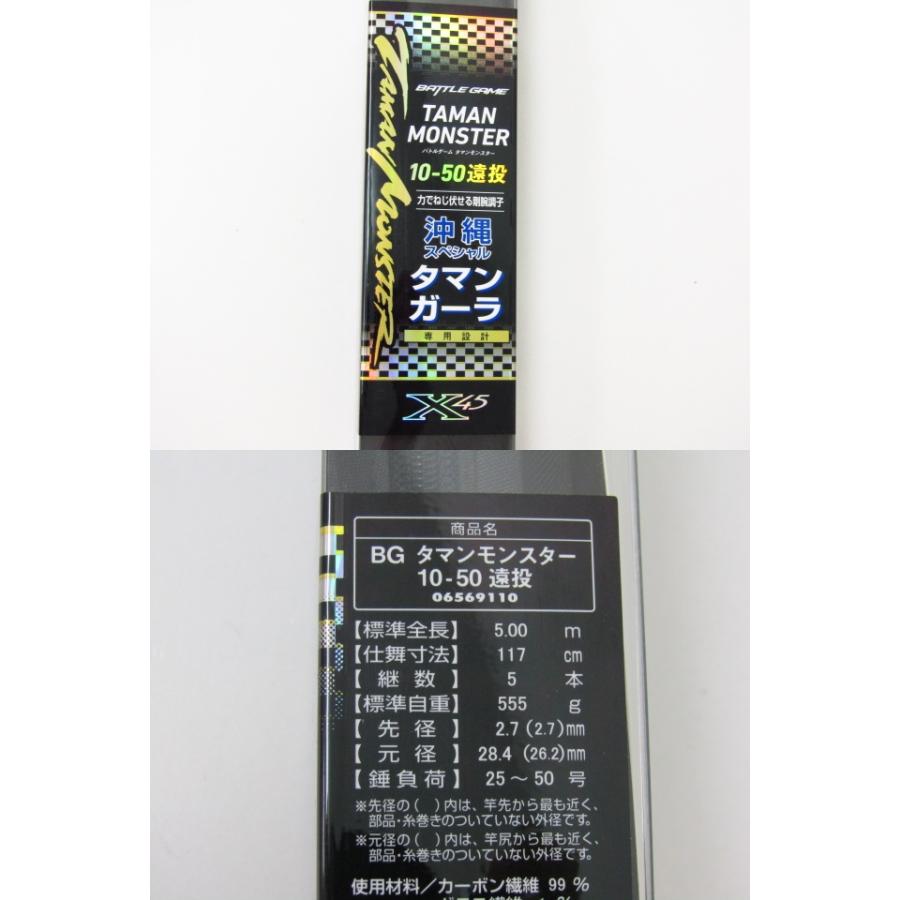 TAMAN MONSTER
BATTLE GAME
TAMAN
MONSTER
バトルゲーム タマンモンスター
10-50遠投
力でねじ伏せる剛腕調子
沖縄
スペシャル
タマン
ガーラ
専用設計
X45
商品名
BG タマンモンスター
10-50 遠投
06569110
【標準全長】 5.00 m
【仕舞寸法】 117 cm
【継数】 5 本
【標準自重】 555 g
【先径】 2.7 (2.7)mm
【元径】 28.4 (26.2)mm
【錘負荷】 25～50 号
※先径の( )内は、竿先から最も近く、
部品・糸巻きのついていない外径です。
※元径の( )内は、竿尻から最も近く、
部品・糸巻きのついていない外径です。
使用材料/カーボン繊維 99 %